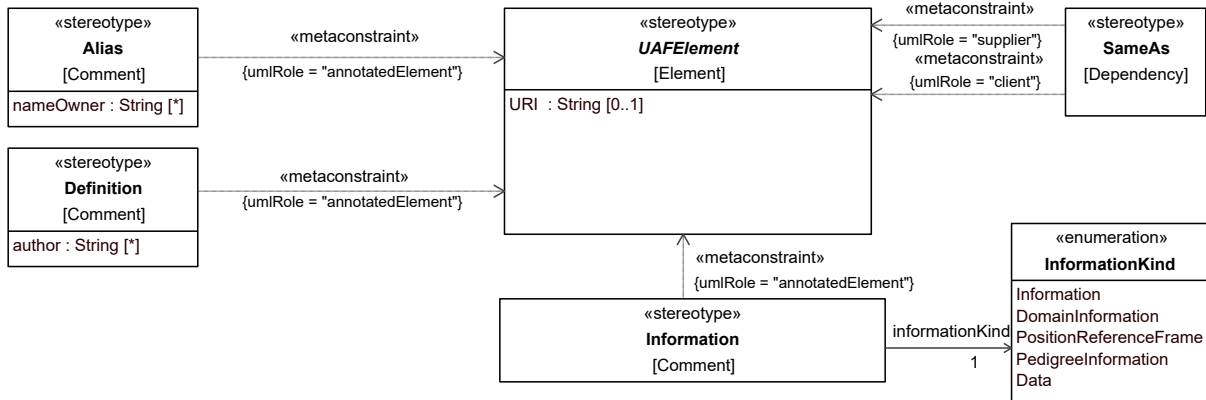 «stereotype»
Alias
[Comment]
nameOwner : String [*]
«metaconstraint»
{umlRole = "annotatedElement"}
«stereotype»
UAFElement
[Element]
URI : String [0..1]
«metaconstraint»
{umlRole = "supplier"}
«metaconstraint»
{umlRole = "client"}
«stereotype»
SameAs
[Dependency]
«stereotype»
Definition
[Comment]
author : String [*]
«metaconstraint»
{umlRole = "annotatedElement"}
«metaconstraint»
{umlRole = "annotatedElement"}
«stereotype»
Information
[Comment]
informationKind
1
«enumeration»
InformationKind
Information
DomainInformation
PositionReferenceFrame
PedigreeInformation
Data